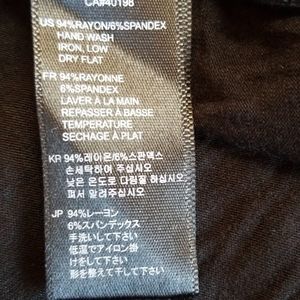 CA#40198
US 94%RAYON/6%SPANDEX
HAND WASH
IRON, LOW
DRY FLAT
FR 94%RAYONNE
6%SPANDEX
LAVER À LA MAIN
REPASSER À BASSE
TEMPERATURE
SECHAGE À PLAT
KR 94%레이온/6%스판덱스
손세탁하여 주십시오
낮은 온도로 다림질 하십시오
펴서 말려주십시오
JP 94%レーヨン
6%スパンデックス
手洗いして下さい
低温でアイロン掛
けをして下さい
形を整えて干して下さい